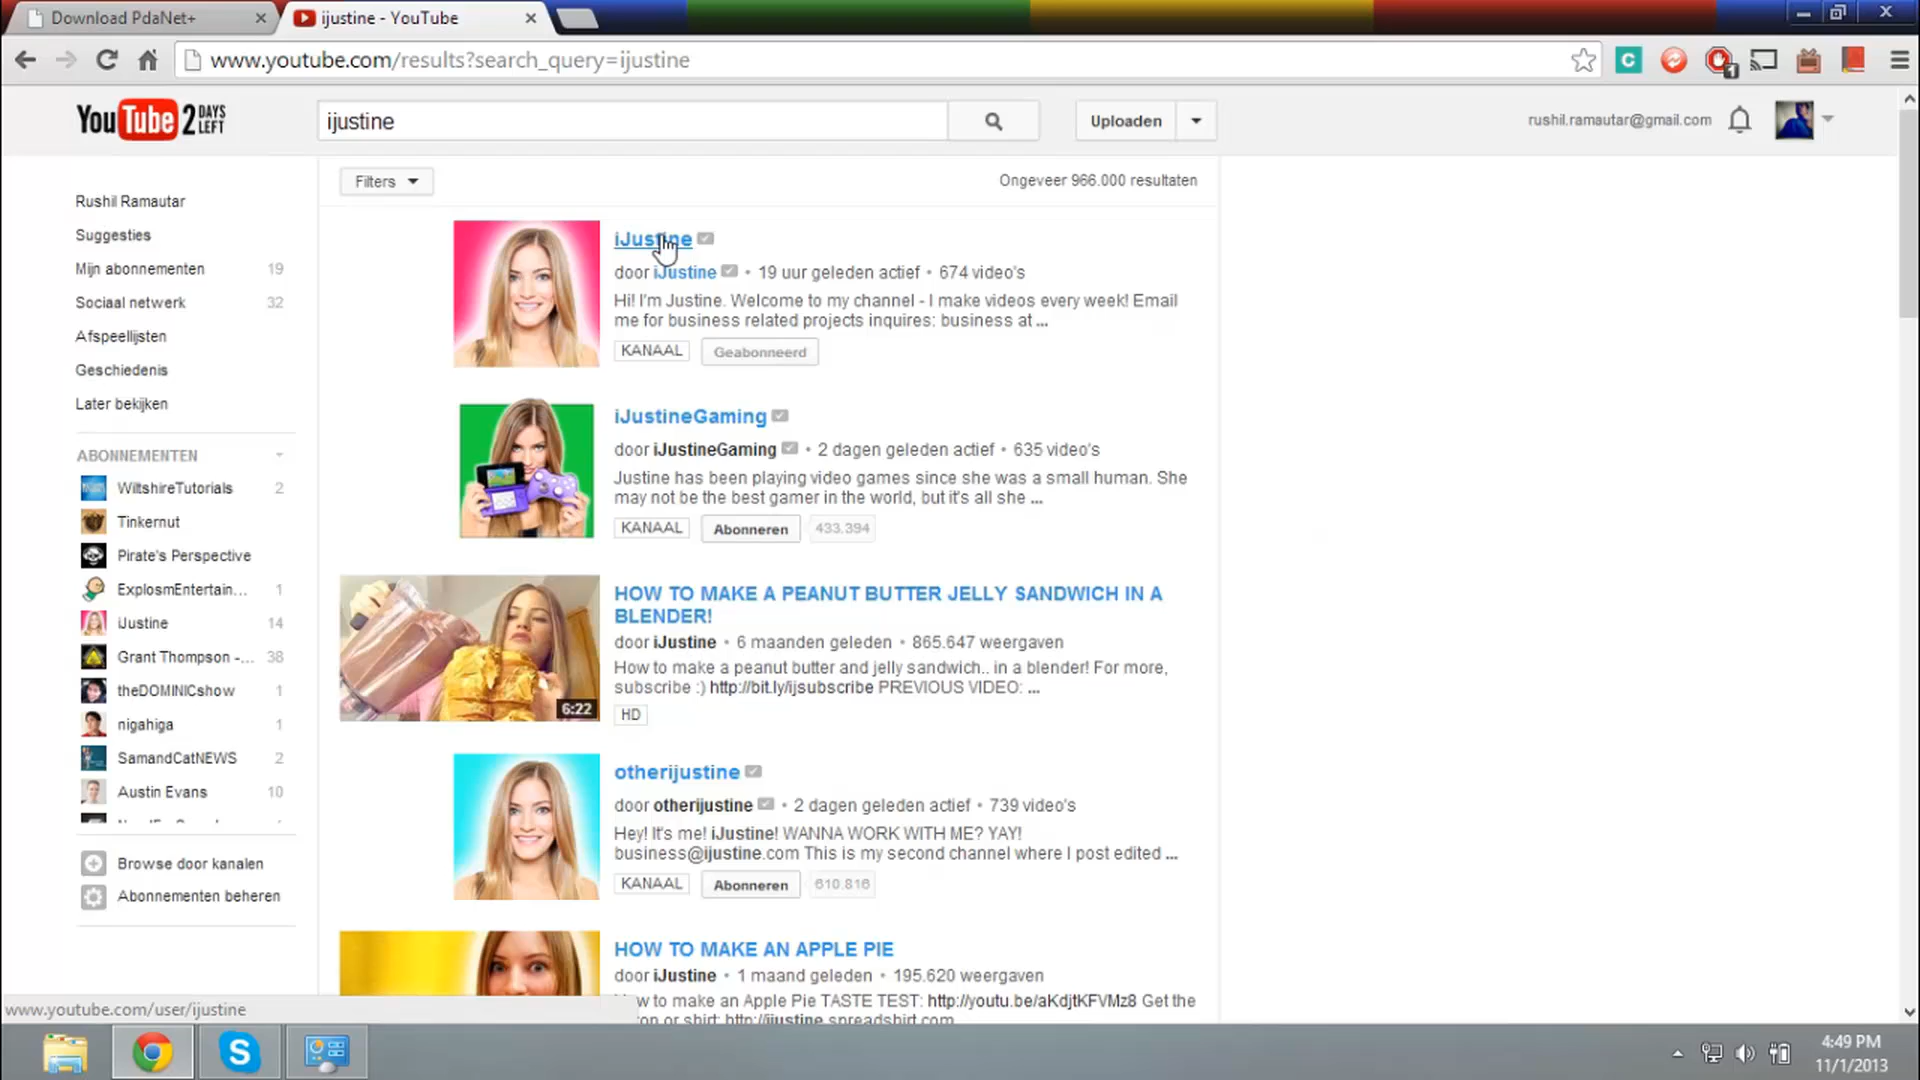 Download PdaNet+
ijustine - YouTube
www.youtube.com/results?search_query=ijustine
1
YouTube 2 DAYS LEFT
ijustine
Uploaden
rushil.ramautar@gmail.com
Rushil Ramautar
Suggesties
Mijn abonnementen 19
Sociaal netwerk 32
Afspeellijsten
Geschiedenis
Later bekijken
ABONNEMENTEN
WiltshireTutorials 2
Tinkernut
Pirate's Perspective
ExplosmEntertain... 1
iJustine 14
Grant Thompson -... 38
theDOMINICshow 1
nigahiga 1
SamandCatNEWS 2
Austin Evans 10
Browse door kanalen
Abonnementen beheren
Filters
Ongeveer 966.000 resultaten
iJustine
door iJustine • 19 uur geleden actief • 674 video's
Hi! I'm Justine. Welcome to my channel - I make videos every week! Email
me for business related projects inquires: business at ...
KANAAL Geabonneerd
iJustineGaming
door iJustineGaming • 2 dagen geleden actief • 635 video's
Justine has been playing video games since she was a small human. She
may not be the best gamer in the world, but it's all she ...
KANAAL Abonneren 433.394
HOW TO MAKE A PEANUT BUTTER JELLY SANDWICH IN A
BLENDER!
door iJustine • 6 maanden geleden • 865.647 weergaven
How to make a peanut butter and jelly sandwich.. in a blender! For more,
subscribe :) http://bit.ly/ijsubscribe PREVIOUS VIDEO: ...
6:22
HD
otherijustine
door otherijustine • 2 dagen geleden actief • 739 video's
Hey! It's me! iJustine! WANNA WORK WITH ME? YAY!
business@ijustine.com This is my second channel where I post edited ...
KANAAL Abonneren 610.816
HOW TO MAKE AN APPLE PIE
door iJustine • 1 maand geleden • 195.620 weergaven
to make an Apple Pie TASTE TEST: http://youtu.be/aKdjtKFVMz8 Get the
or shirt: http://ijustine.spreadshirt.com
www.youtube.com/user/ijustine
4:49 PM
11/1/2013